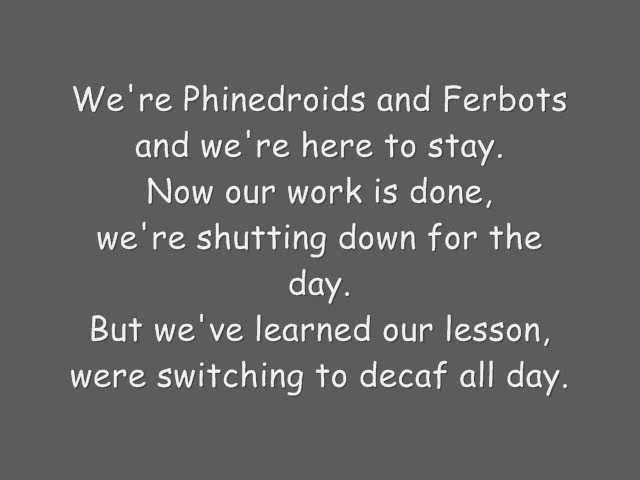 We're Phinedroids and Ferbots
and we're here to stay.
Now our work is done,
we're shutting down for the
day.
But we've learned our lesson,
were switching to decaf all day.